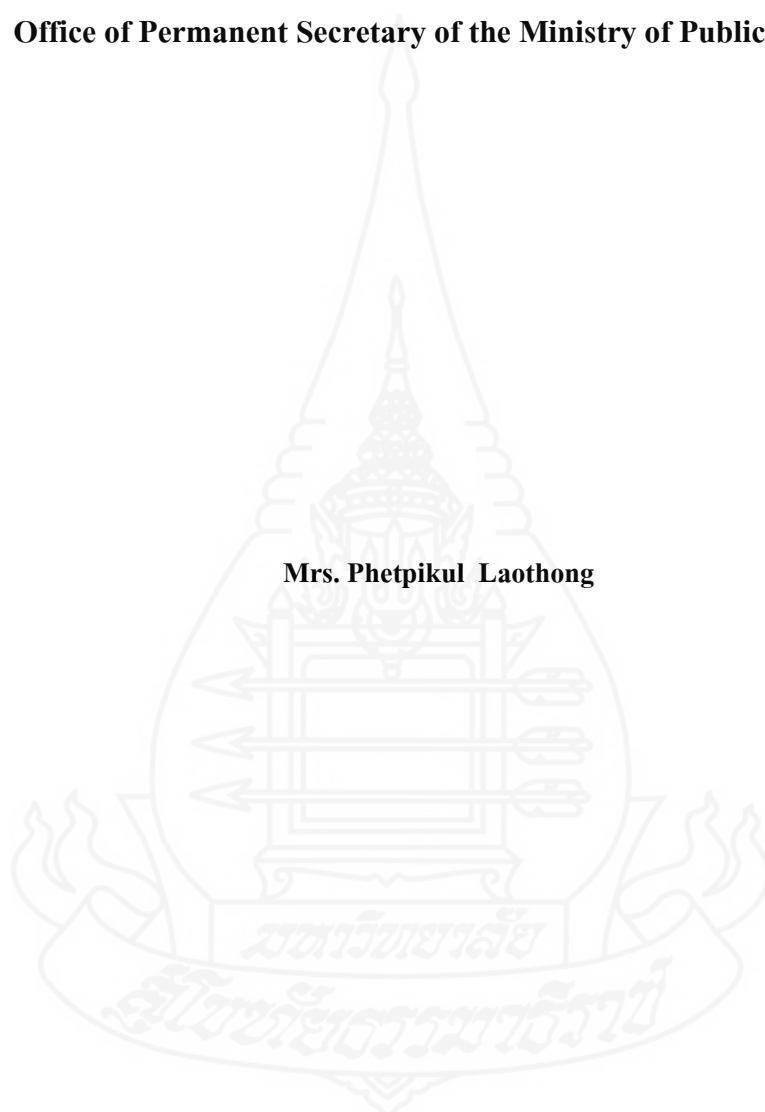 Office of Permanent Secretary of the Ministry of Public
Mrs. Phetpikul Laothong
มหาวิทยาลัย
สุโขทัยธรรมาธิราช